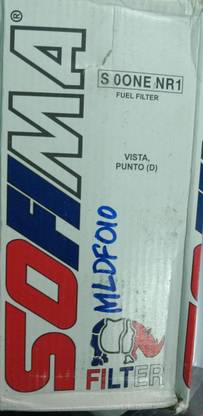 SOFIMA®
S 0ONE NR1
FUEL FILTER
VISTA,
PUNTO (D)
MLDF010
FILTER